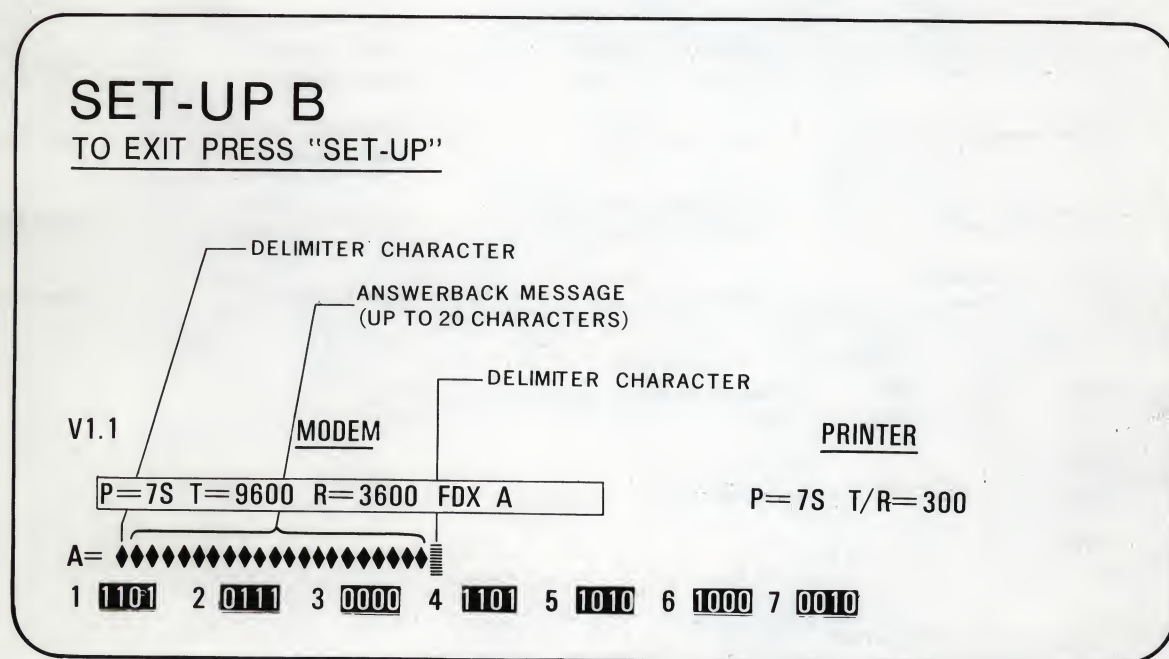 SET-UP B
TO EXIT PRESS "SET-UP"
DELIMITER CHARACTER
ANSWERBACK MESSAGE
(UP TO 20 CHARACTERS)
DELIMITER CHARACTER
V1.1 MODEM PRINTER
P=7S T=9600 R=3600 FDX A P=7S T/R=300
A= ♦♦♦♦♦♦♦♦♦♦♦♦♦♦♦♦♦♦♦♦♦
1 1101 2 0111 3 0000 4 1101 5 1010 6 1000 7 0010